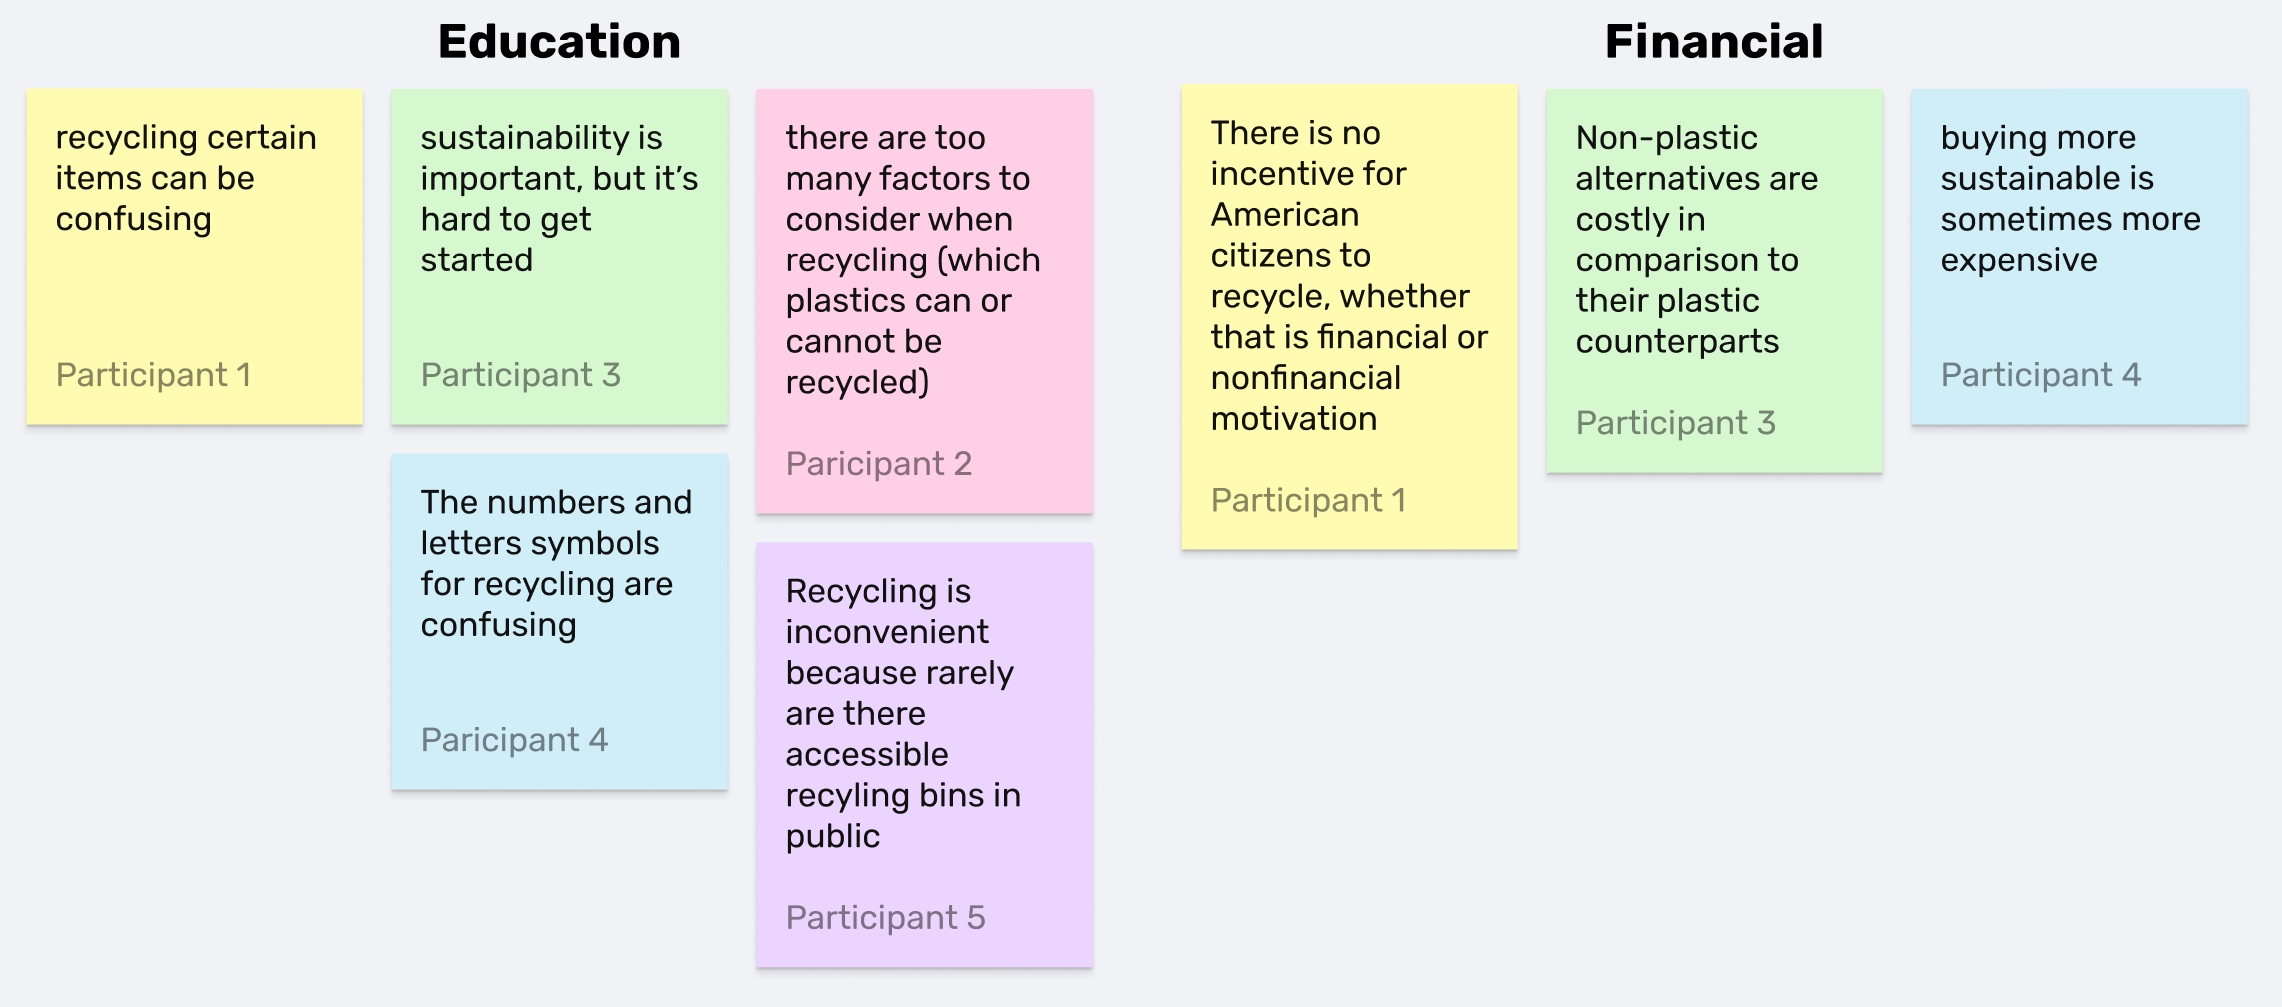 Education
recycling certain
items can be
confusing
Participant 1
sustainability is
important, but it’s
hard to get
started
Participant 3
there are too
many factors to
consider when
recycling (which
plastics can or
cannot be
recycled)
Paricipant 2
The numbers and
letters symbols
for recycling are
confusing
Paricipant 4
Recycling is
inconvenient
because rarely
are there
accessible
recyling bins in
public
Participant 5
Financial
There is no
incentive for
American
citizens to
recycle, whether
that is financial or
nonfinancial
motivation
Participant 1
Non-plastic
alternatives are
costly in
comparison to
their plastic
counterparts
Participant 3
buying more
sustainable is
sometimes more
expensive
Participant 4